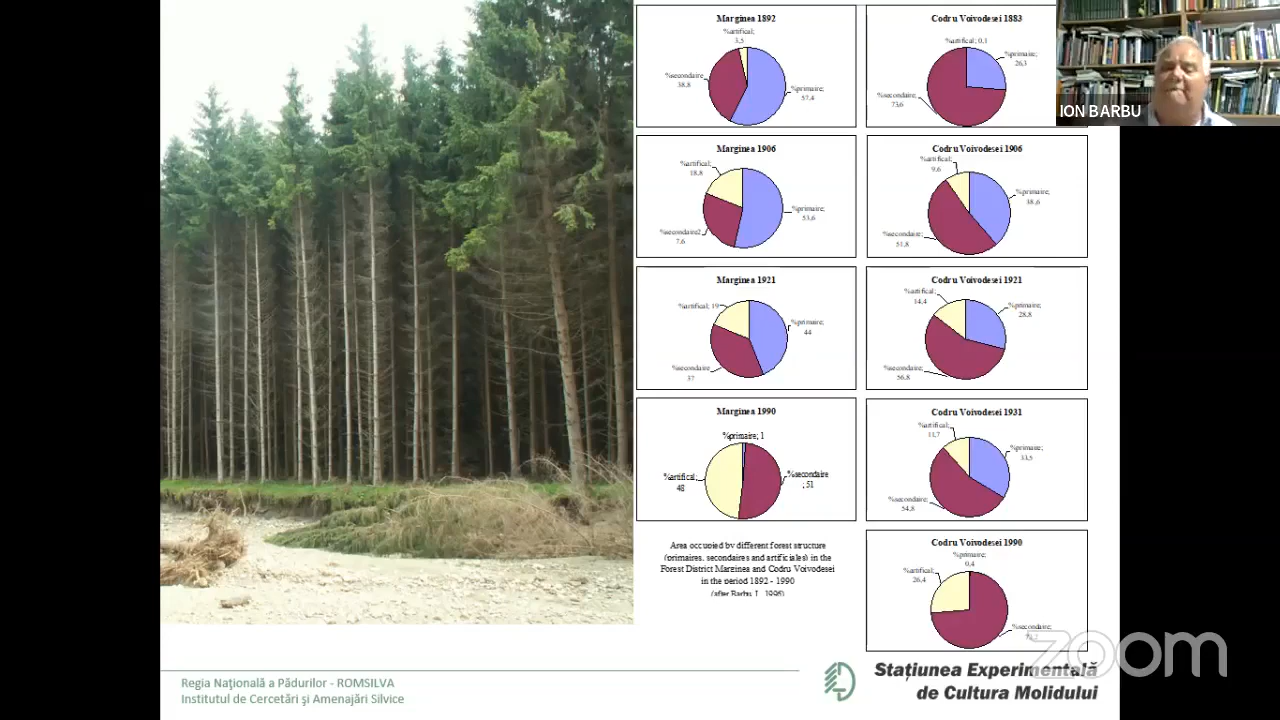 Marginea 1892
%artifical;
3,5
%secondaire
38,8
%primaire;
57,4
Codru Voivodesei 1883
%artifical; 0,1
%primaire;
26,3
%secondaire;
73,6
ION BARBU
Marginea 1906
%artifical;
18,8
%primaire;
53,6
%secondaire2
7,6
Codru Voivodesei 1906
%artifical;
9,6
%primaire;
38,6
%secondaire;
51,8
Marginea 1921
%artifical; 19
%primaire;
44
%secondaire
37
Codru Voivodesei 1921
%artifical;
14,4
%primaire;
28,8
%secondaire;
56,8
Marginea 1990
%primaire; 1
%artifical;
48
%secondaire
; 51
Codru Voivodesei 1931
%artifical;
11,7
%primaire;
33,5
%secondaire;
54,8
Area occupied by different forest structure
(primaires, secondaires and artificiales) in the
Forest District Marginea and Codru Voivodesei
in the period 1892 - 1990
(after Barbu I., 1996)
Codru Voivodesei 1990
%primaire;
0,4
%artifical;
26,4
%secondaire;
zoom
Regia Naţională a Pădurilor - ROMSILVA
Institutul de Cercetări şi Amenajări Silvice
Stațiunea Experimentală
de Cultura Molidului